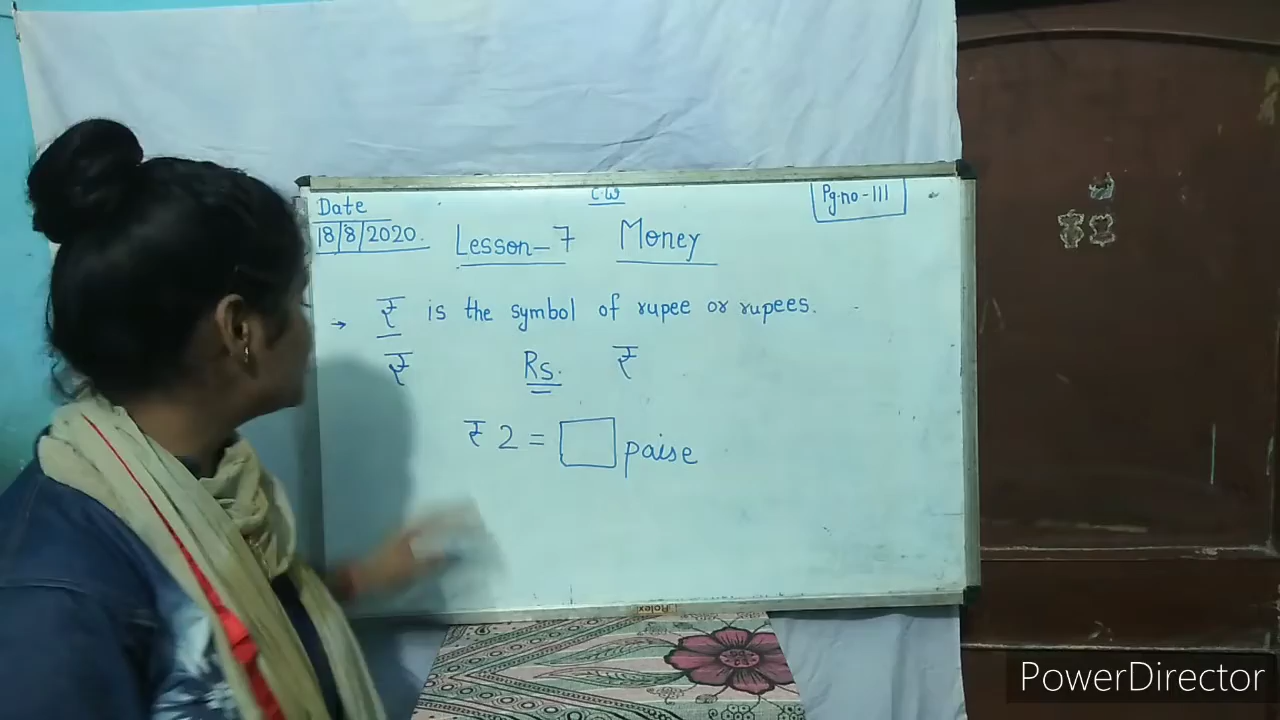 C.W
Pg.no-111
Date
18/8/2020.
Lesson-7 Money
→ ₹ is the symbol of rupee or rupees.
₹ Rs. ₹
₹ 2 = □ paise
Rolex
PowerDirector